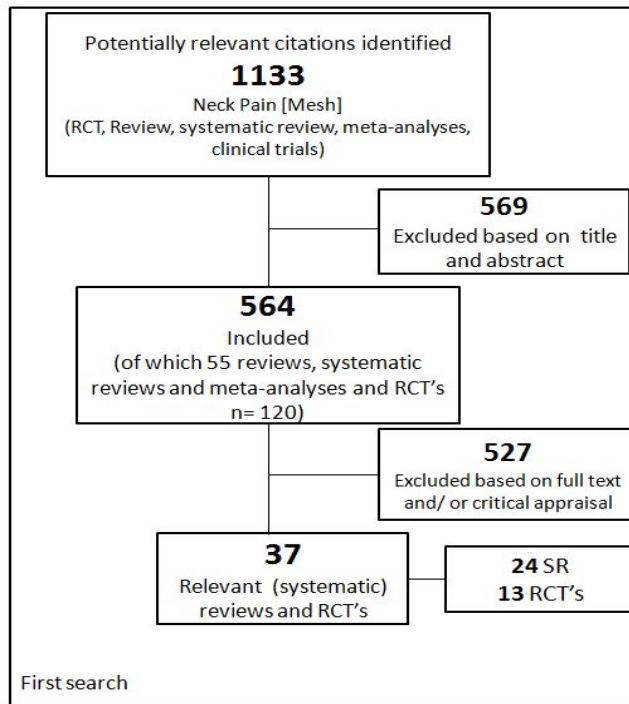 Potentially relevant citations identified
1133
Neck Pain [Mesh]
(RCT, Review, systematic review, meta-analyses,
clinical trials)
569
Excluded based on title
and abstract
564
Included
(of which 55 reviews, systematic
reviews and meta-analyses and RCT's
n= 120)
527
Excluded based on full text
and/ or critical appraisal
37
Relevant (systematic)
reviews and RCT's
24 SR
13 RCT's
First search